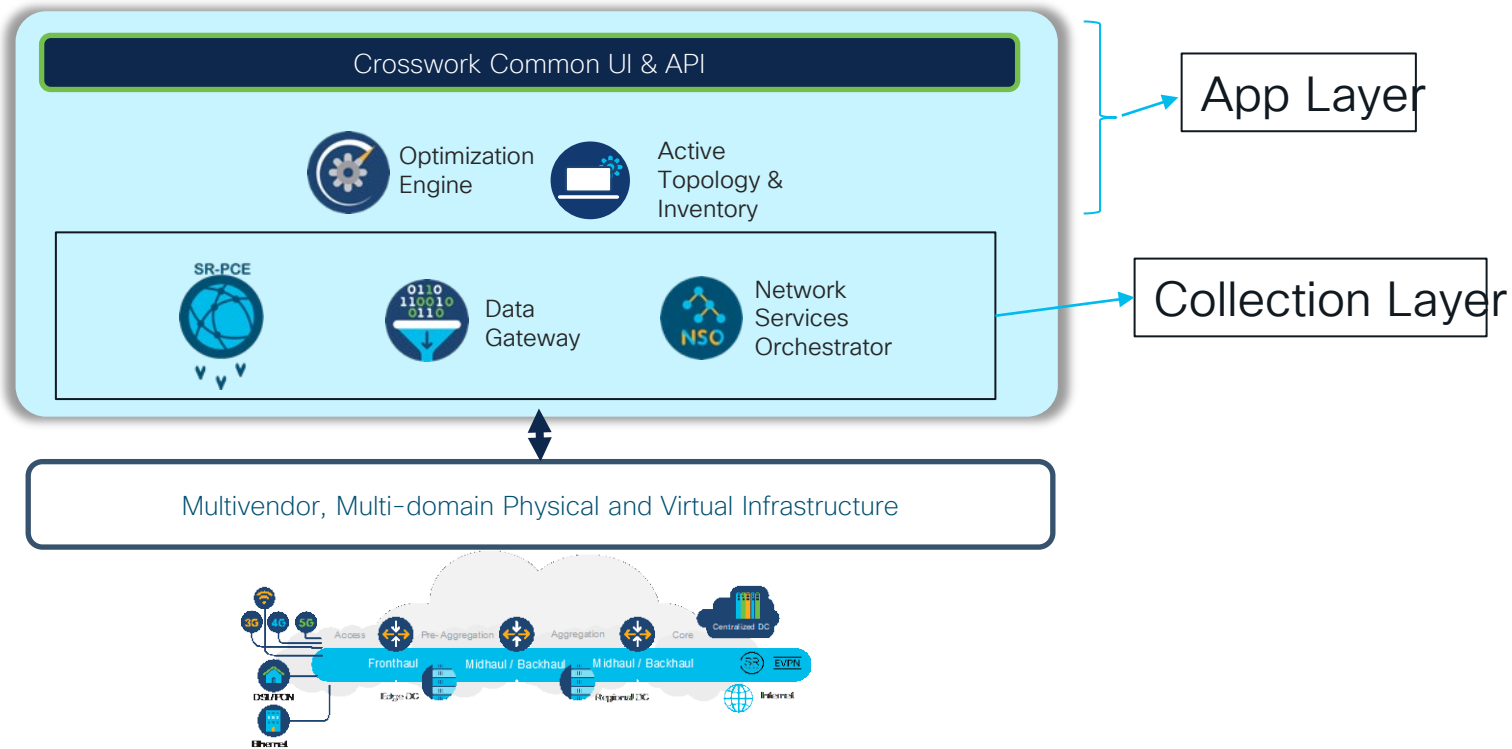 Crosswork Common UI & API
App Layer
Optimization
Engine
Active
Topology &
Inventory
SR-PCE
0110
110010
0110
Data
Gateway
NSO
Network
Services
Orchestrator
Collection Layer
Multivendor, Multi-domain Physical and Virtual Infrastructure
3G
4G
5G
Access
Pre-Aggregation
Aggregation
Core
Centralized DC
Fronthaul
Midhaul / Backhaul
Midhaul / Backhaul
SR
EVPN
DSL/PON
Edge DC
Regional DC
Internet
Ethernet